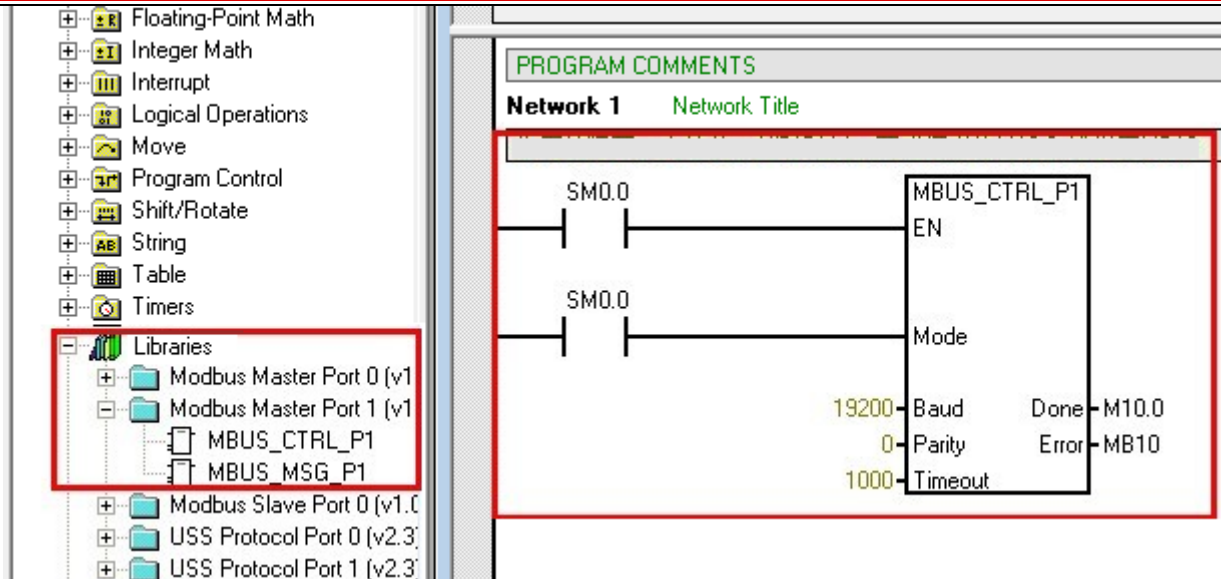 Floating-Point Math
Integer Math
Interrupt
Logical Operations
Move
Program Control
Shift/Rotate
String
Table
Timers
Libraries
Modbus Master Port 0 (v1
Modbus Master Port 1 (v1
MBUS_CTRL_P1
MBUS_MSG_P1
Modbus Slave Port 0 (v1.0
USS Protocol Port 0 (v2.3
USS Protocol Port 1 (v2.3
PROGRAM COMMENTS
Network 1 Network Title
SM0.0
MBUS_CTRL_P1
EN
SM0.0
Mode
19200 Baud Done M10.0
0 Parity Error MB10
1000 Timeout